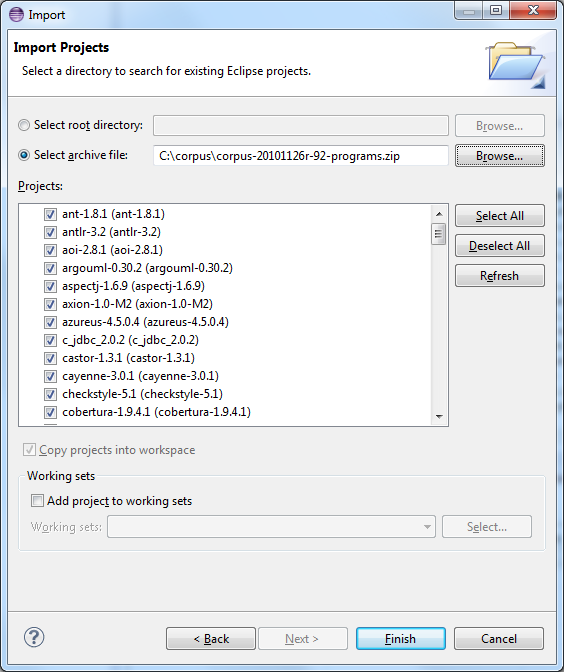 Import
Import Projects
Select a directory to search for existing Eclipse projects.
Select root directory:
Browse...
Select archive file:
C:\corpus\corpus-20101126r-92-programs.zip
Browse...
Projects:
ant-1.8.1 (ant-1.8.1)
antlr-3.2 (antlr-3.2)
aoi-2.8.1 (aoi-2.8.1)
argouml-0.30.2 (argouml-0.30.2)
aspectj-1.6.9 (aspectj-1.6.9)
axion-1.0-M2 (axion-1.0-M2)
azureus-4.5.0.4 (azureus-4.5.0.4)
c_jdbc_2.0.2 (c_jdbc_2.0.2)
castor-1.3.1 (castor-1.3.1)
cayenne-3.0.1 (cayenne-3.0.1)
checkstyle-5.1 (checkstyle-5.1)
cobertura-1.9.4.1 (cobertura-1.9.4.1)
Select All
Deselect All
Refresh
Copy projects into workspace
Working sets
Add project to working sets
Working sets:
Select...
?
< Back
Next >
Finish
Cancel